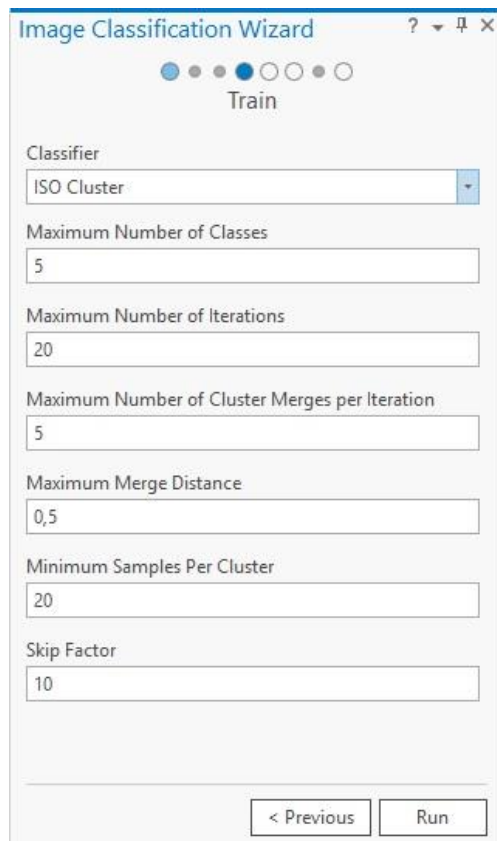 Image Classification Wizard ?
Train
Classifier
ISO Cluster
Maximum Number of Classes
5
Maximum Number of Iterations
20
Maximum Number of Cluster Merges per Iteration
5
Maximum Merge Distance
0,5
Minimum Samples Per Cluster
20
Skip Factor
10
< Previous Run